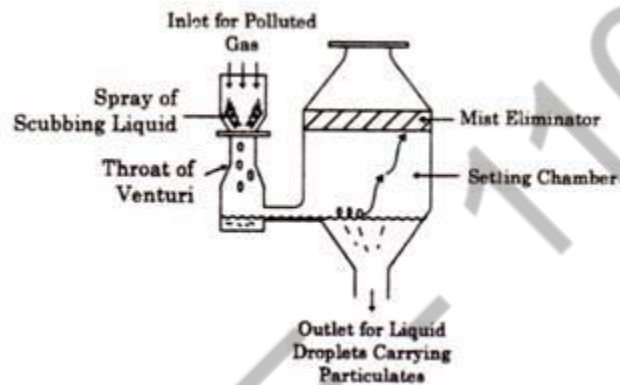 Inlet for Polluted
Gas
Spray of
Scubbing Liquid
Throat of
Venturi
Mist Eliminator
Setling Chamber
Outlet for Liquid
Droplets Carrying
Particulates